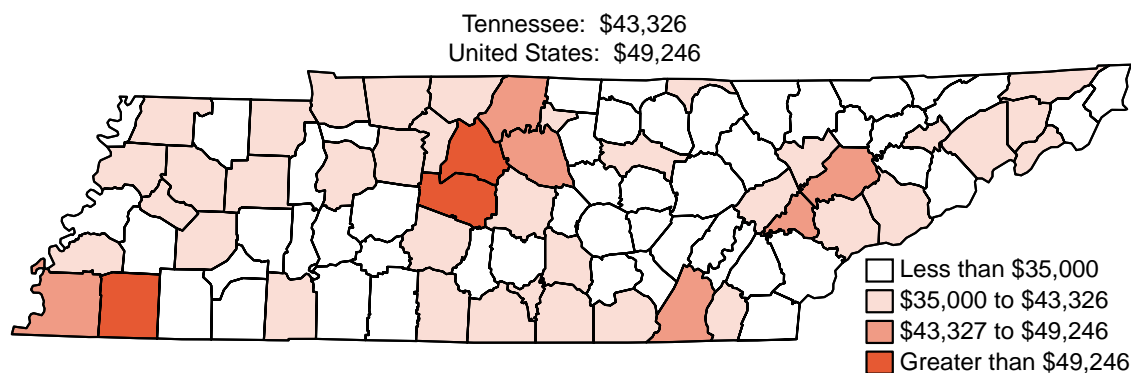 Tennessee: $43,326
United States: $49,246
Less than $35,000
$35,000 to $43,326
$43,327 to $49,246
Greater than $49,246